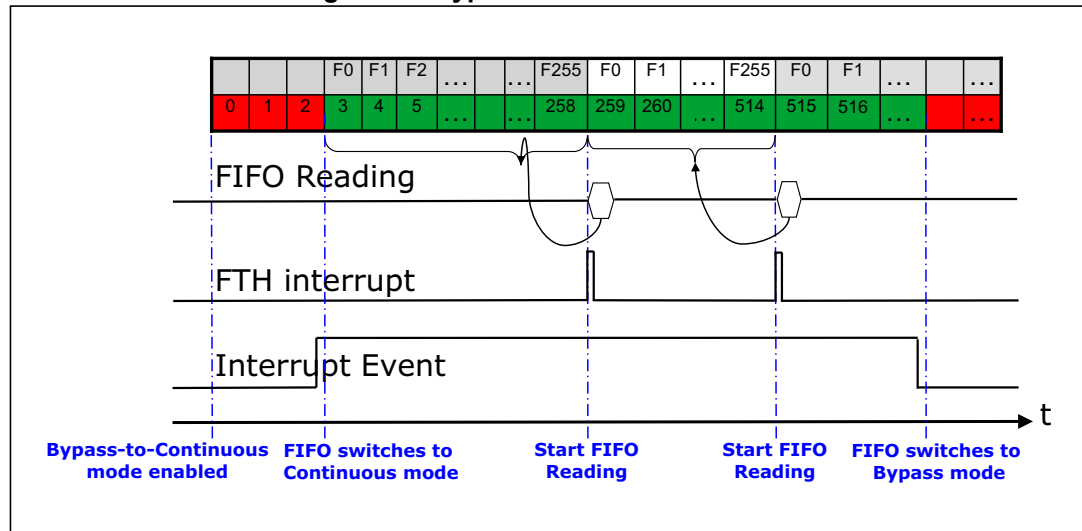 F0 F1 F2 ... ... F255 F0 F1 ... F255 F0 F1 ... ...
0 1 2 3 4 5 ... ... 258 259 260 ... 514 515 516 ... ...
FIFO Reading
FTH interrupt
Interrupt Event
t
Bypass-to-Continuous
mode enabled
FIFO switches to
Continuous mode
Start FIFO
Reading
Start FIFO
Reading
FIFO switches to
Bypass mode